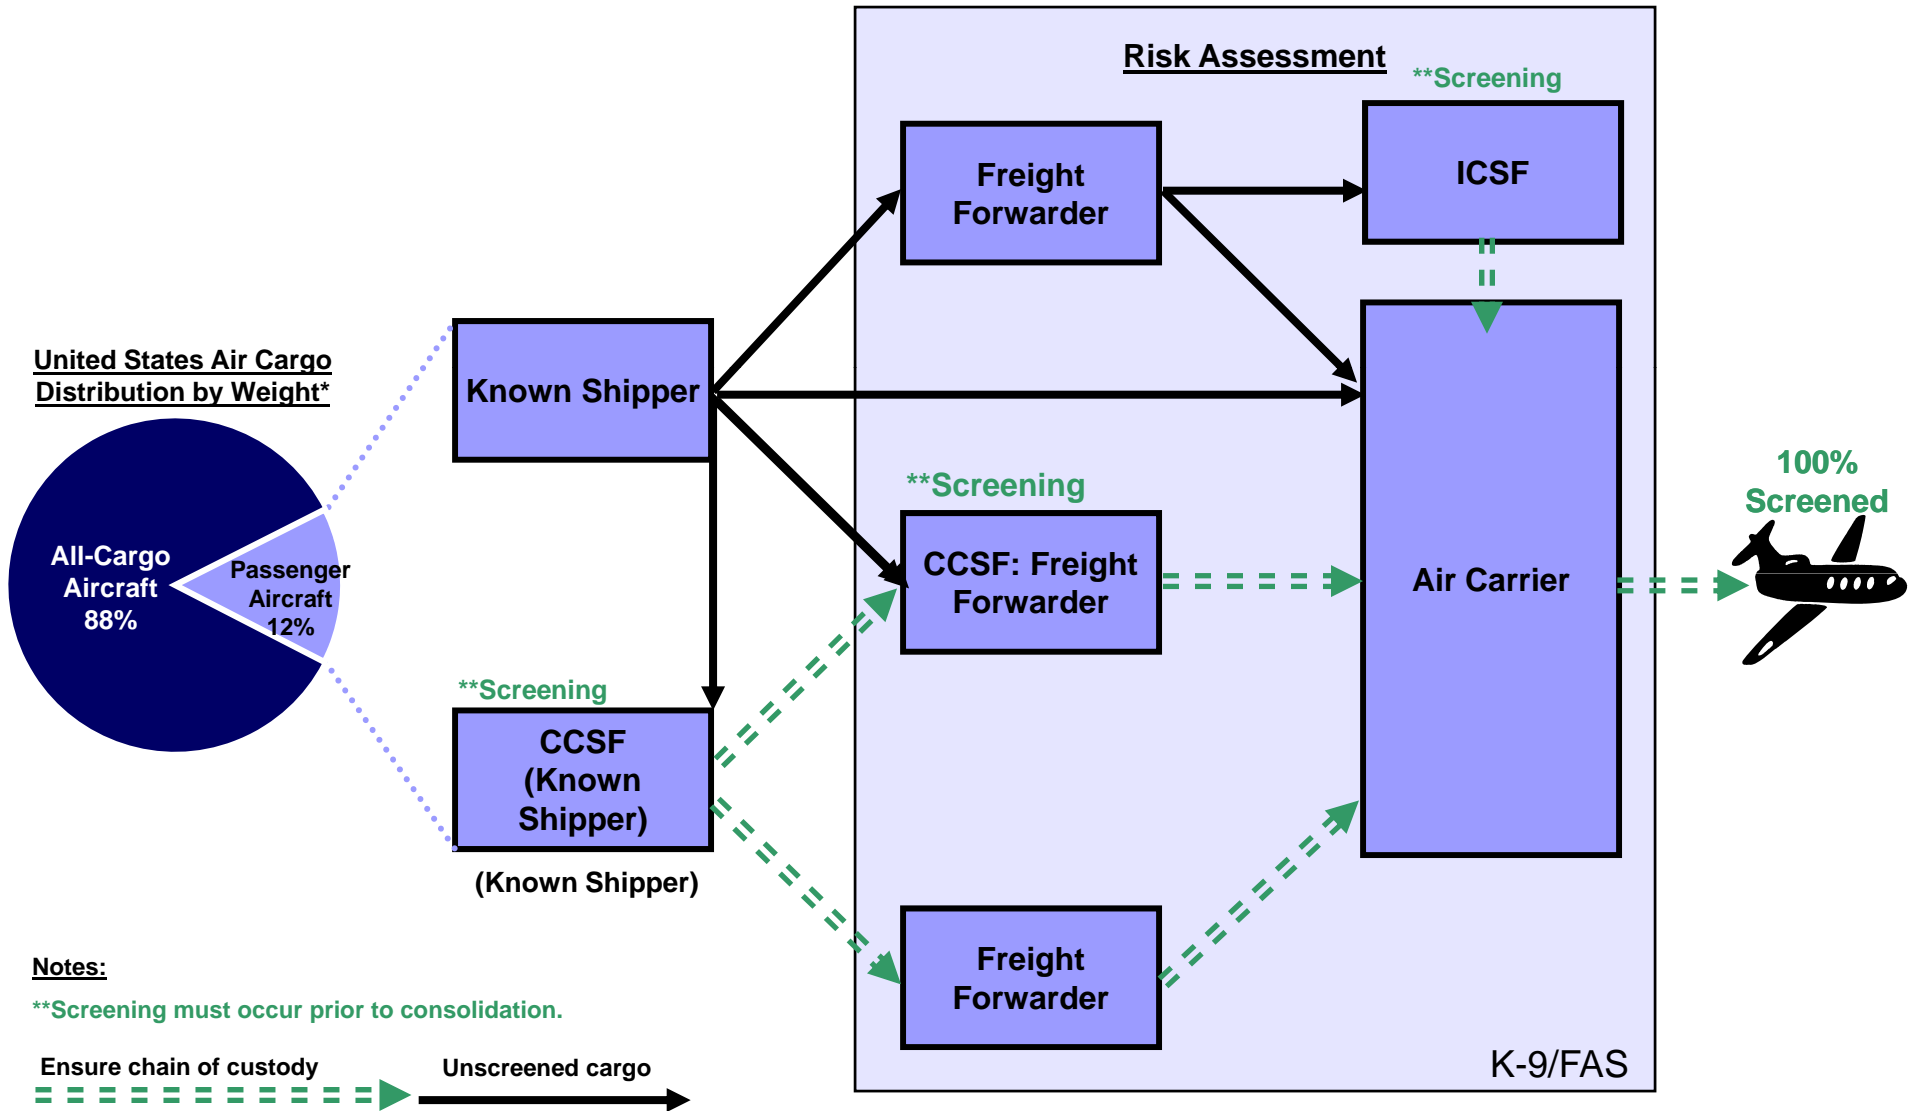 Risk Assessment
**Screening
Freight
Forwarder
ICSF
United States Air Cargo
Distribution by Weight*
Known Shipper
All-Cargo
Aircraft
88%
Passenger
Aircraft
12%
**Screening
CCSF: Freight
Forwarder
Air Carrier
100%
Screened
**Screening
CCSF
(Known
Shipper)
(Known Shipper)
Freight
Forwarder
Notes:
**Screening must occur prior to consolidation.
Ensure chain of custody
Unscreened cargo
K-9/FAS